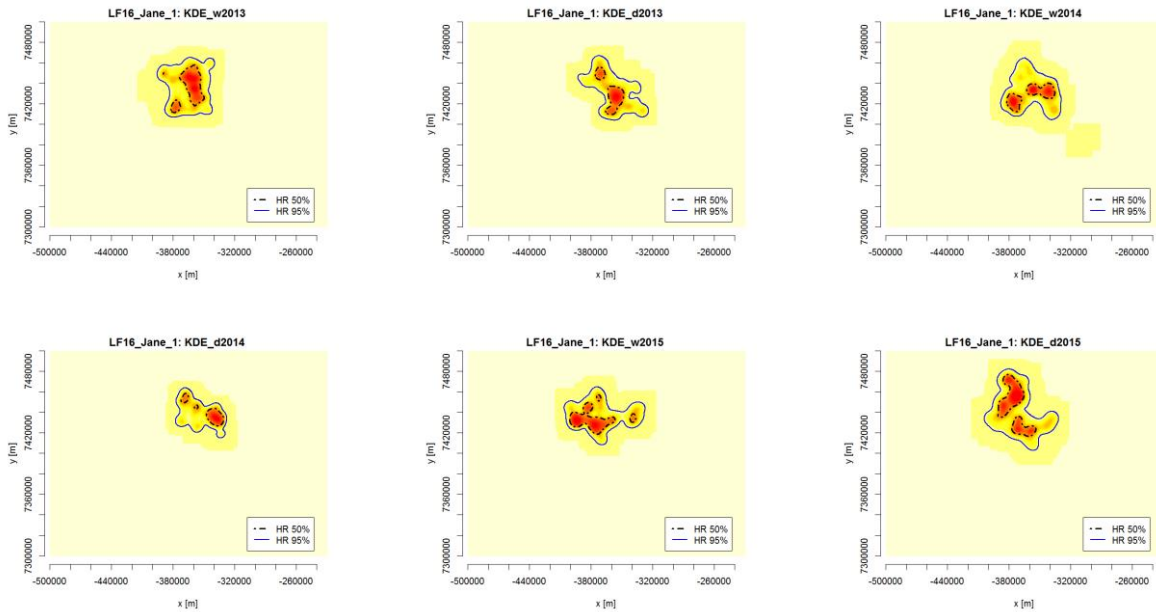 LF16_Jane_1: KDE_w2013
y [m]
7480000
7420000
7360000
7300000
HR 50%
HR 95%
-500000 -440000 -380000 -320000 -260000
x [m]
LF16_Jane_1: KDE_d2013
y [m]
7480000
7420000
7360000
7300000
HR 50%
HR 95%
-500000 -440000 -380000 -320000 -260000
x [m]
LF16_Jane_1: KDE_w2014
y [m]
7480000
7420000
7360000
7300000
HR 50%
HR 95%
-500000 -440000 -380000 -320000 -260000
x [m]
LF16_Jane_1: KDE_d2014
y [m]
7480000
7420000
7360000
7300000
HR 50%
HR 95%
-500000 -440000 -380000 -320000 -260000
x [m]
LF16_Jane_1: KDE_w2015
y [m]
7480000
7420000
7360000
7300000
HR 50%
HR 95%
-500000 -440000 -380000 -320000 -260000
x [m]
LF16_Jane_1: KDE_d2015
y [m]
7480000
7420000
7360000
7300000
HR 50%
HR 95%
-500000 -440000 -380000 -320000 -260000
x [m]